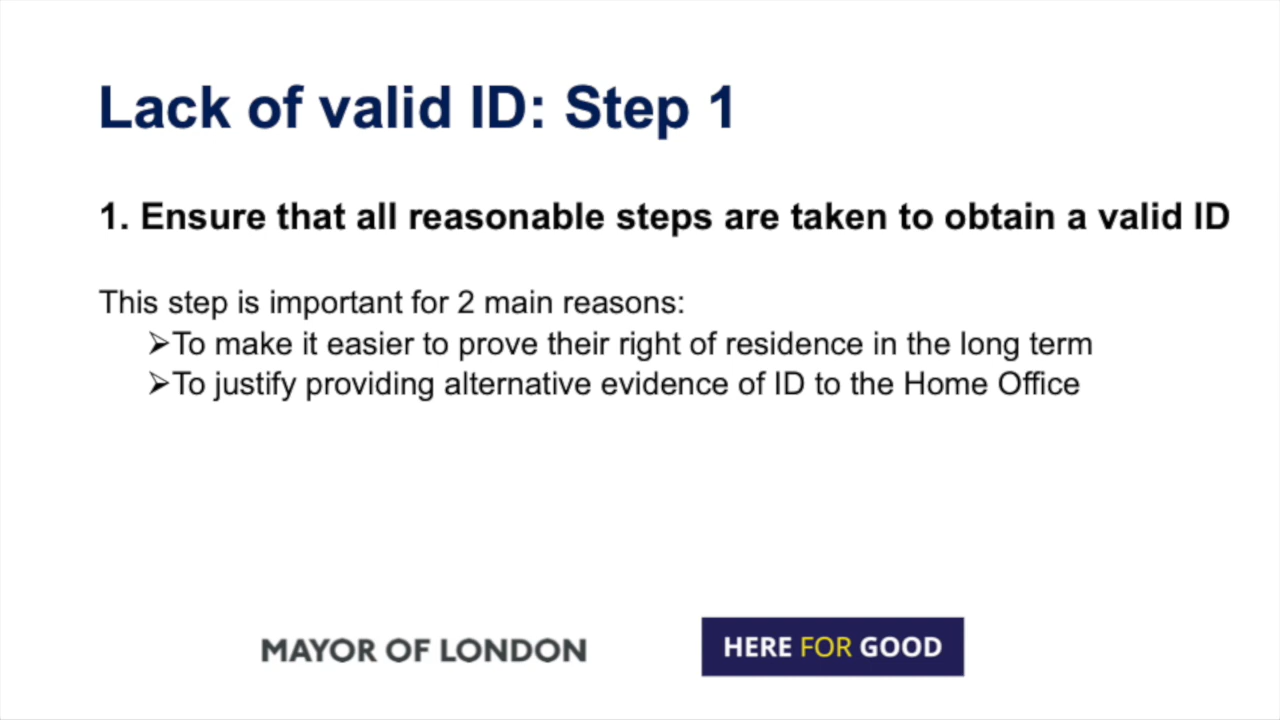 Lack of valid ID: Step 1
1. Ensure that all reasonable steps are taken to obtain a valid ID
This step is important for 2 main reasons:
➢To make it easier to prove their right of residence in the long term
➢To justify providing alternative evidence of ID to the Home Office
MAYOR OF LONDON
HERE FOR GOOD